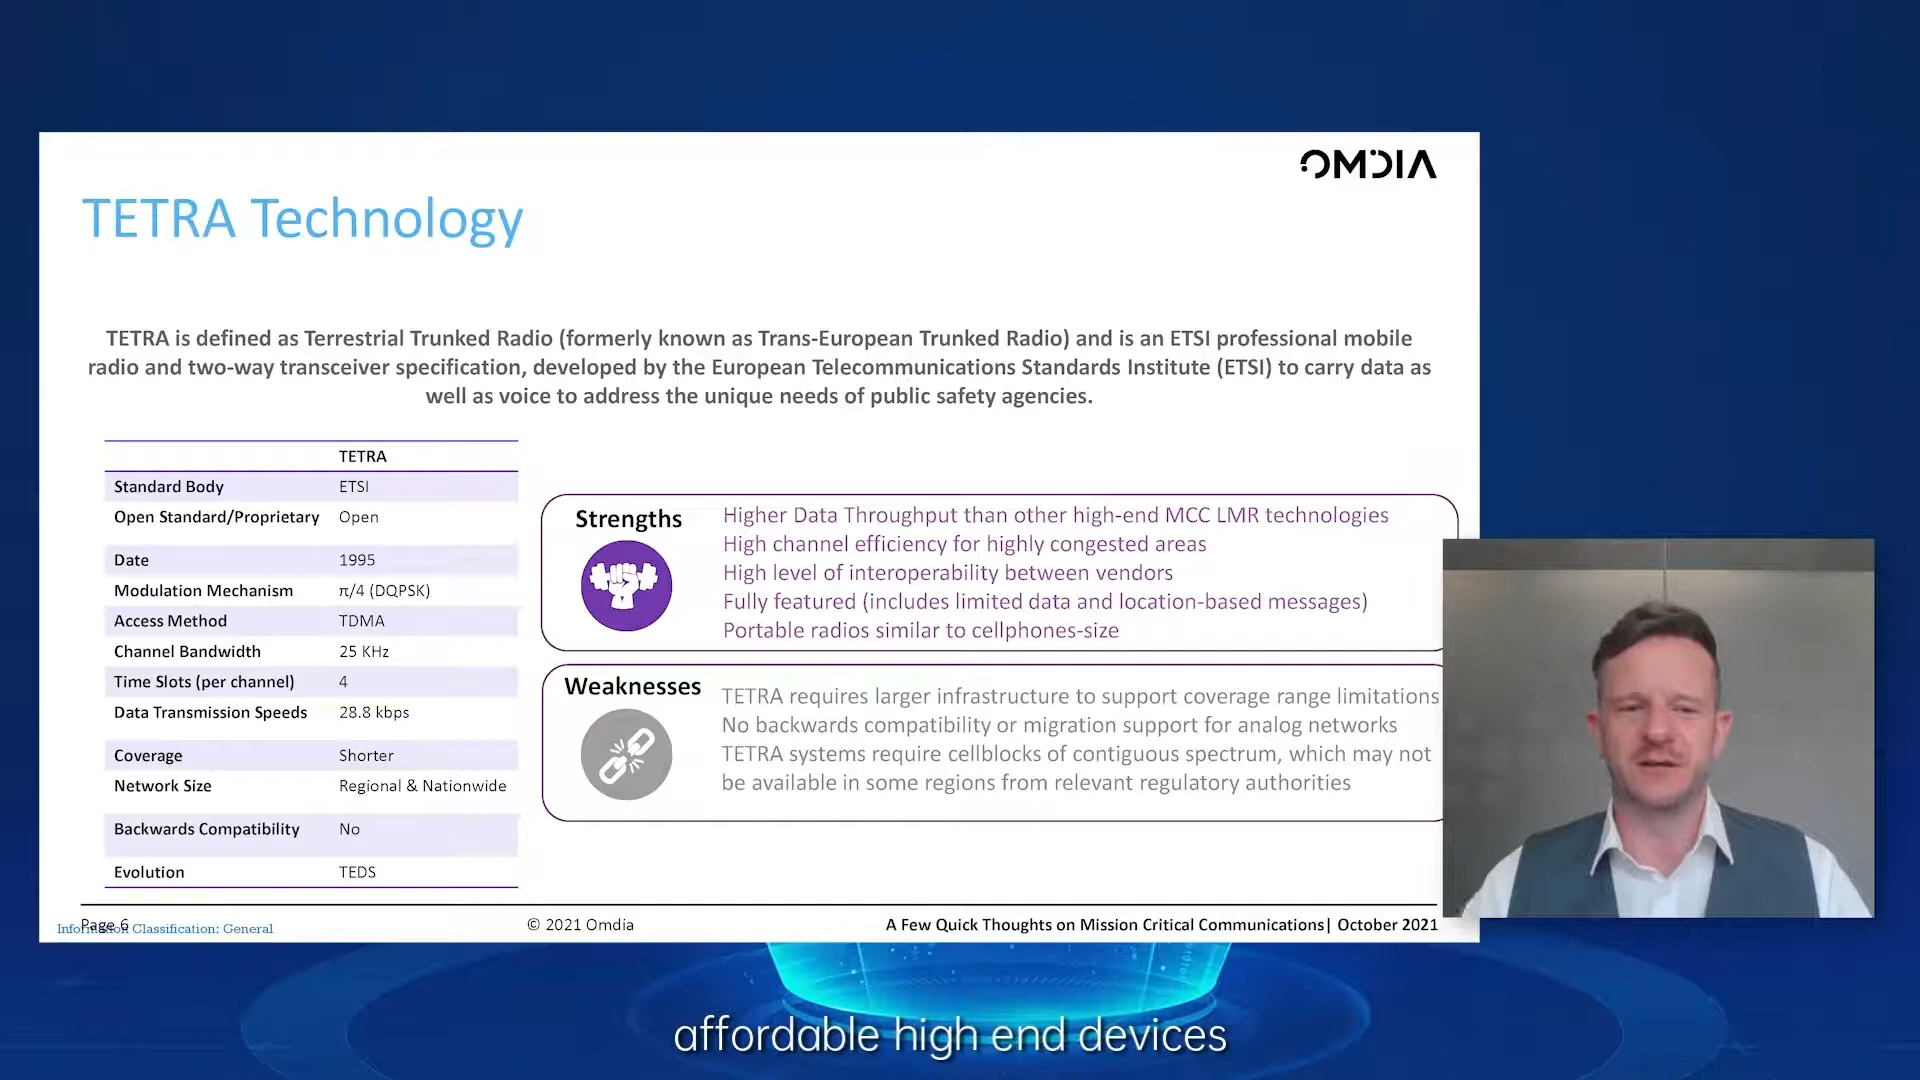 OMDIA
TETRA Technology
TETRA is defined as Terrestrial Trunked Radio (formerly known as Trans-European Trunked Radio) and is an ETSI professional mobile
radio and two-way transceiver specification, developed by the European Telecommunications Standards Institute (ETSI) to carry data as
well as voice to address the unique needs of public safety agencies.
TETRA
Standard Body ETSI
Open Standard/Proprietary Open
Date 1995
Modulation Mechanism π/4 (DQPSK)
Access Method TDMA
Channel Bandwidth 25 KHz
Time Slots (per channel) 4
Data Transmission Speeds 28.8 kbps
Coverage Shorter
Network Size Regional & Nationwide
Backwards Compatibility No
Evolution TEDS
Strengths
Higher Data Throughput than other high-end MCC LMR technologies
High channel efficiency for highly congested areas
High level of interoperability between vendors
Fully featured (includes limited data and location-based messages)
Portable radios similar to cellphones-size
Weaknesses
TETRA requires larger infrastructure to support coverage range limitations
No backwards compatibility or migration support for analog networks
TETRA systems require cellblocks of contiguous spectrum, which may not
be available in some regions from relevant regulatory authorities
Page 6
Information Classification: General
© 2021 Omdia
A Few Quick Thoughts on Mission Critical Communications| October 2021
affordable high end devices